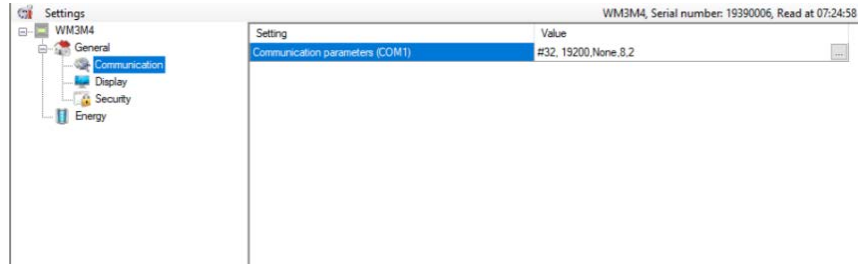 Settings
WM3M4, Serial number: 19390006, Read at 07:24:58
WM3M4
General
Communication
Display
Security
Energy
Setting Value
Communication parameters (COM1) #32, 19200,None,8,2 ...